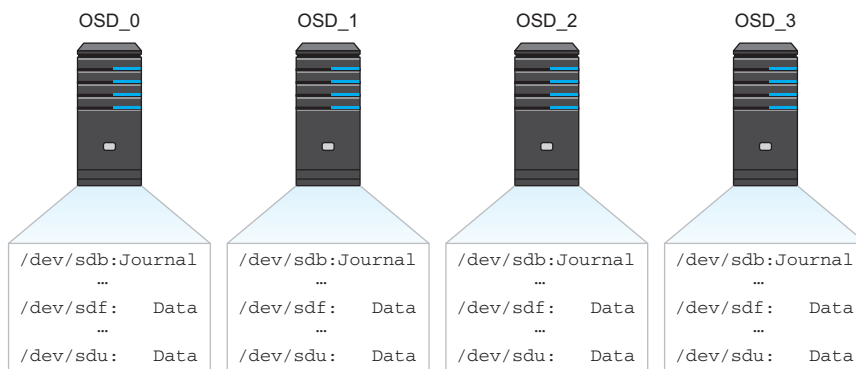 OSD_0 OSD_1 OSD_2 OSD_3
/dev/sdb:Journal /dev/sdb:Journal /dev/sdb:Journal /dev/sdb:Journal
… … … …
/dev/sdf: Data /dev/sdf: Data /dev/sdf: Data /dev/sdf: Data
… … … …
/dev/sdu: Data /dev/sdu: Data /dev/sdu: Data /dev/sdu: Data